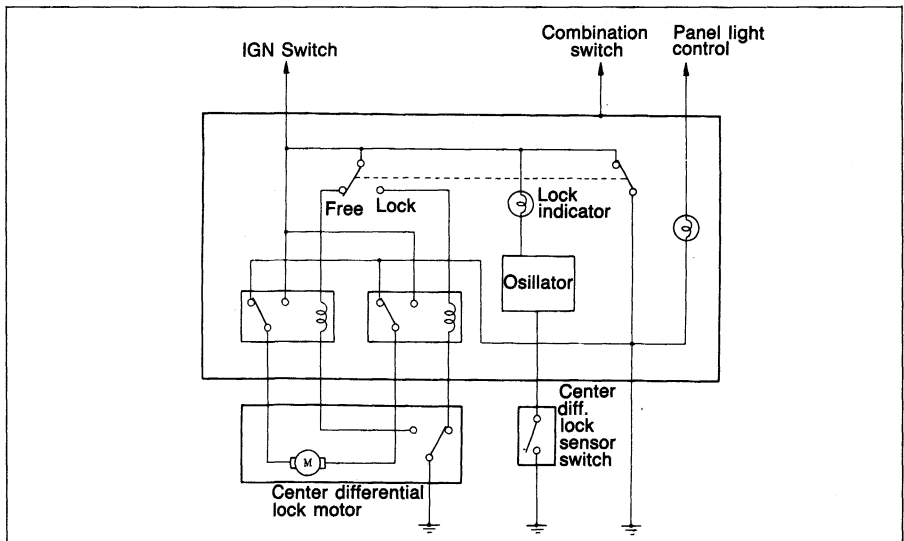 IGN Switch
Combination
switch
Panel light
control
Free
Lock
Lock
indicator
Osillator
Center
diff.
lock
sensor
switch
M
Center differential
lock motor